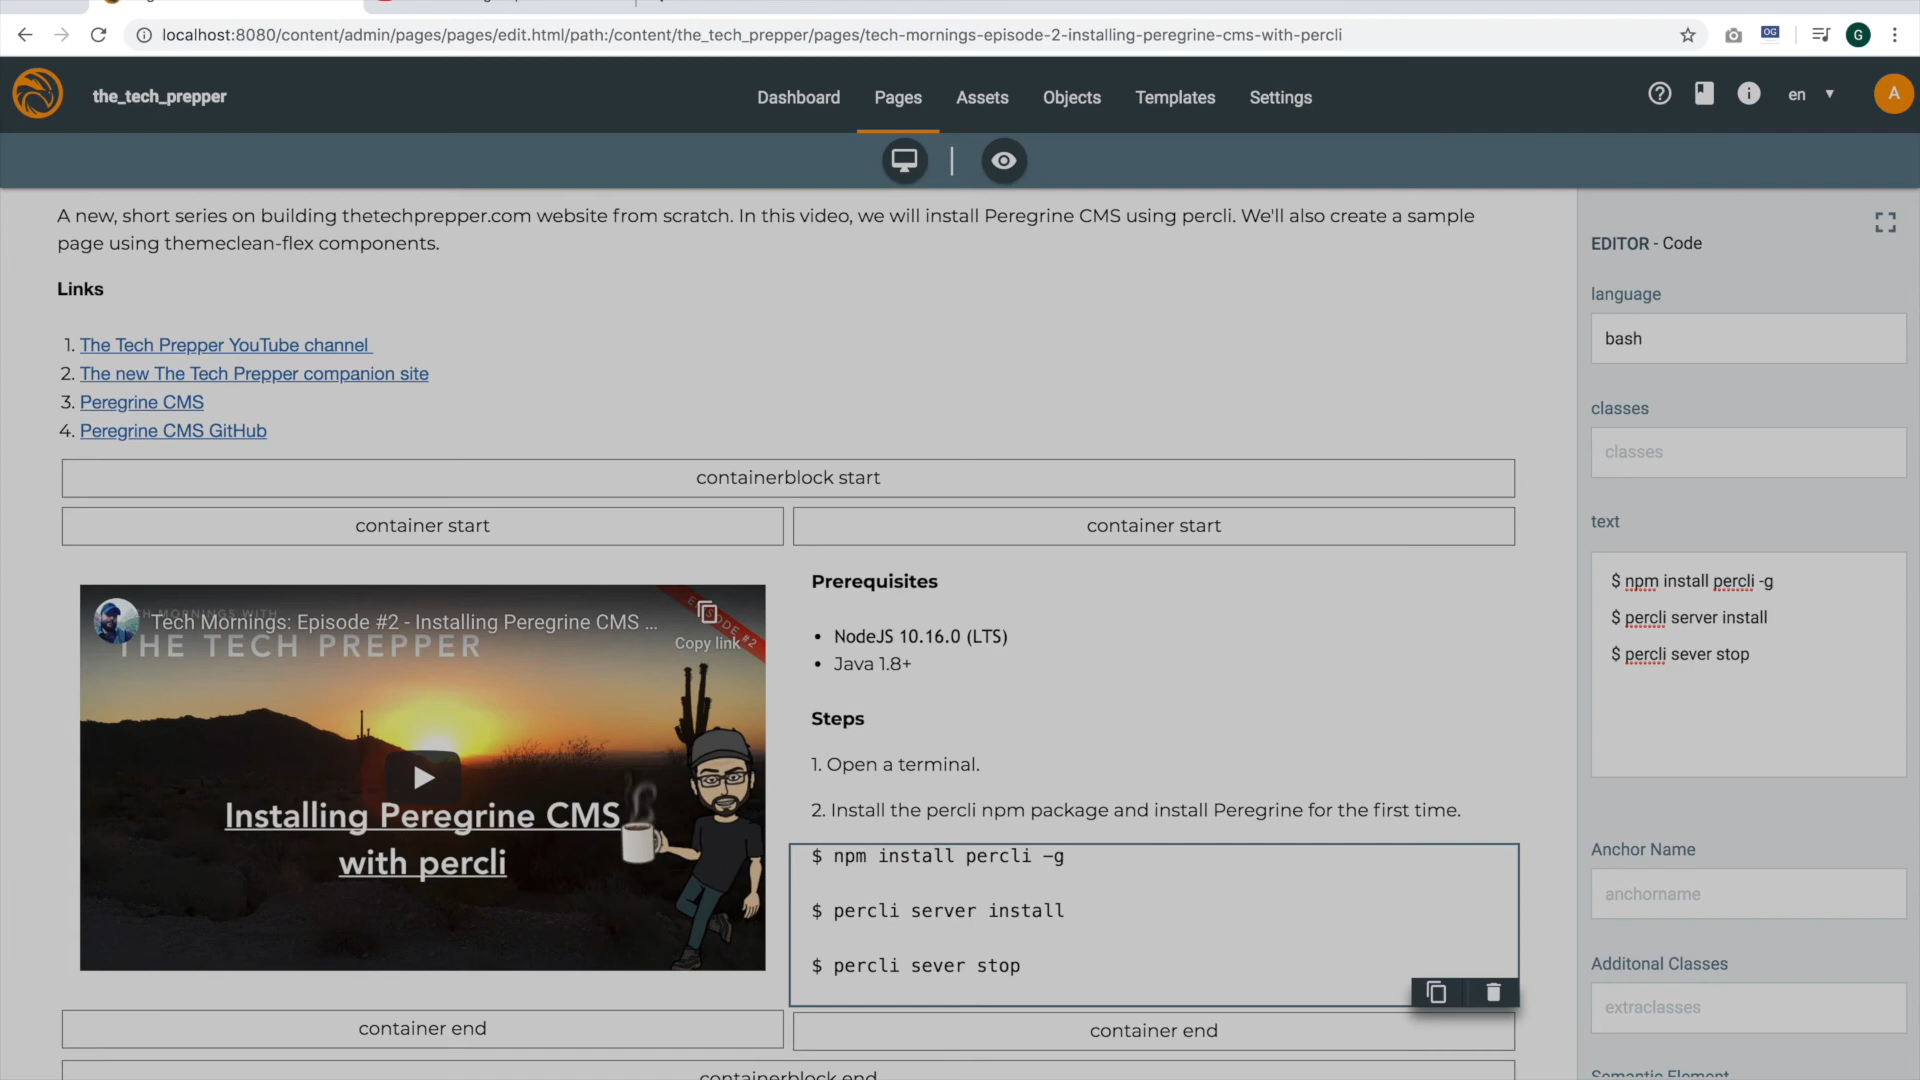 localhost:8080/content/admin/pages/pages/edit.html/path:/content/the_tech_prepper/pages/tech-mornings-episode-2-installing-peregrine-cms-with-percli
OG
G
the_tech_prepper
Dashboard
Pages
Assets
Objects
Templates
Settings
en
A
A new, short series on building thetechprepper.com website from scratch. In this video, we will install Peregrine CMS using percli. We'll also create a sample
page using themeclean-flex components.
Links
1. The Tech Prepper YouTube channel
2. The new The Tech Prepper companion site
3. Peregrine CMS
4. Peregrine CMS GitHub
containerblock start
container start
container start
Tech Mornings: Episode #2 - Installing Peregrine CMS ...
Copy link
EPISODE #2
THE TECH PREPPER
Installing Peregrine CMS
with percli
Prerequisites
• NodeJS 10.16.0 (LTS)
• Java 1.8+
Steps
1. Open a terminal.
2. Install the percli npm package and install Peregrine for the first time.
$ npm install percli -g
$ percli server install
$ percli sever stop
container end
container end
containerblock end
EDITOR - Code
language
bash
classes
classes
text
$ npm install percli -g
$ percli server install
$ percli sever stop
Anchor Name
anchorname
Additonal Classes
extraclasses
Semantic Element